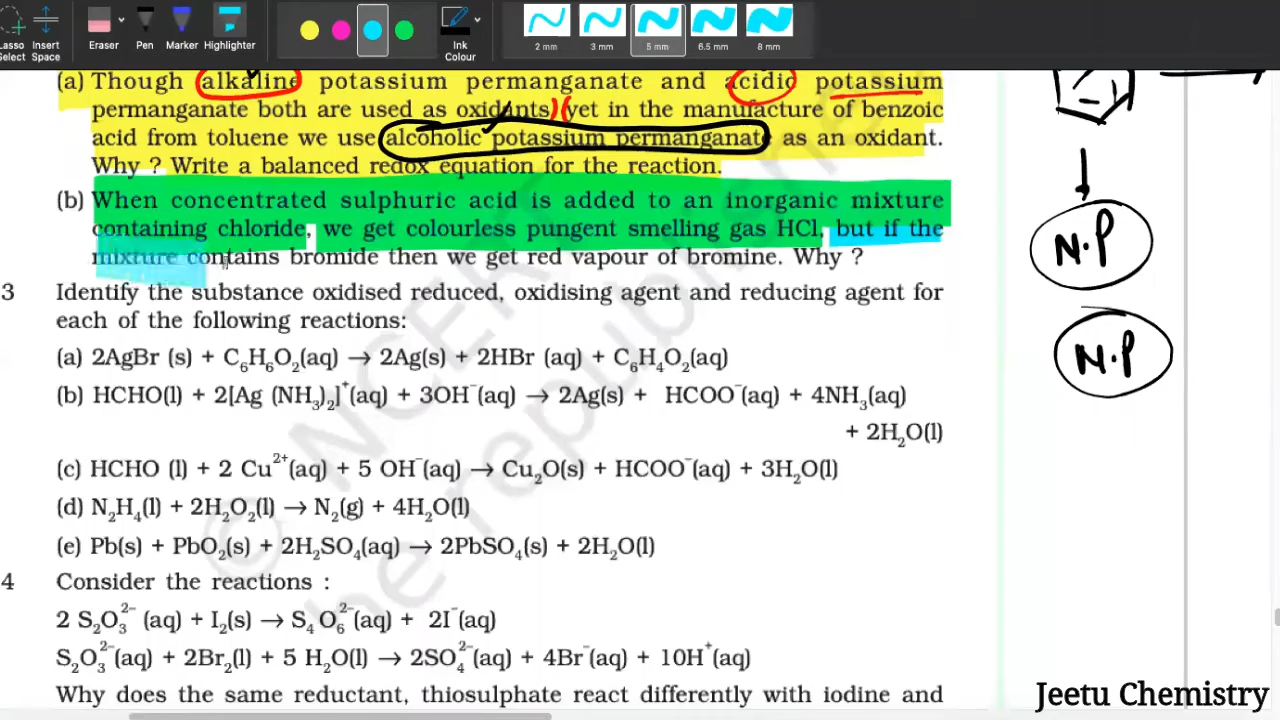 Lasso Select
Insert Space
Eraser
Pen
Marker
Highlighter
Ink Colour
2 mm
3 mm
5 mm
6.5 mm
8 mm
(a) Though alkaline potassium permanganate and acidic potassium
permanganate both are used as oxidants, yet in the manufacture of benzoic
acid from toluene we use alcoholic potassium permanganate as an oxidant.
Why ? Write a balanced redox equation for the reaction.
(b) When concentrated sulphuric acid is added to an inorganic mixture
containing chloride, we get colourless pungent smelling gas HCl, but if the
mixture contains bromide then we get red vapour of bromine. Why ?
3 Identify the substance oxidised reduced, oxidising agent and reducing agent for
each of the following reactions:
(a) 2AgBr (s) + C₆H₆O₂(aq) → 2Ag(s) + 2HBr (aq) + C₆H₄O₂(aq)
(b) HCHO(l) + 2[Ag (NH₃)₂]⁺(aq) + 3OH⁻(aq) → 2Ag(s) + HCOO⁻(aq) + 4NH₃(aq)
+ 2H₂O(l)
(c) HCHO (l) + 2 Cu²⁺(aq) + 5 OH⁻(aq) → Cu₂O(s) + HCOO⁻(aq) + 3H₂O(l)
(d) N₂H₄(l) + 2H₂O₂(l) → N₂(g) + 4H₂O(l)
(e) Pb(s) + PbO₂(s) + 2H₂SO₄(aq) → 2PbSO₄(s) + 2H₂O(l)
4 Consider the reactions :
2 S₂O₃²⁻ (aq) + I₂(s) → S₄ O₆²⁻(aq) + 2I⁻(aq)
S₂O₃²⁻(aq) + 2Br₂(l) + 5 H₂O(l) → 2SO₄²⁻(aq) + 4Br⁻(aq) + 10H⁺(aq)
Why does the same reductant, thiosulphate react differently with iodine and
N.P
N.P
© NCERT
he republishe
Jeetu Chemistry